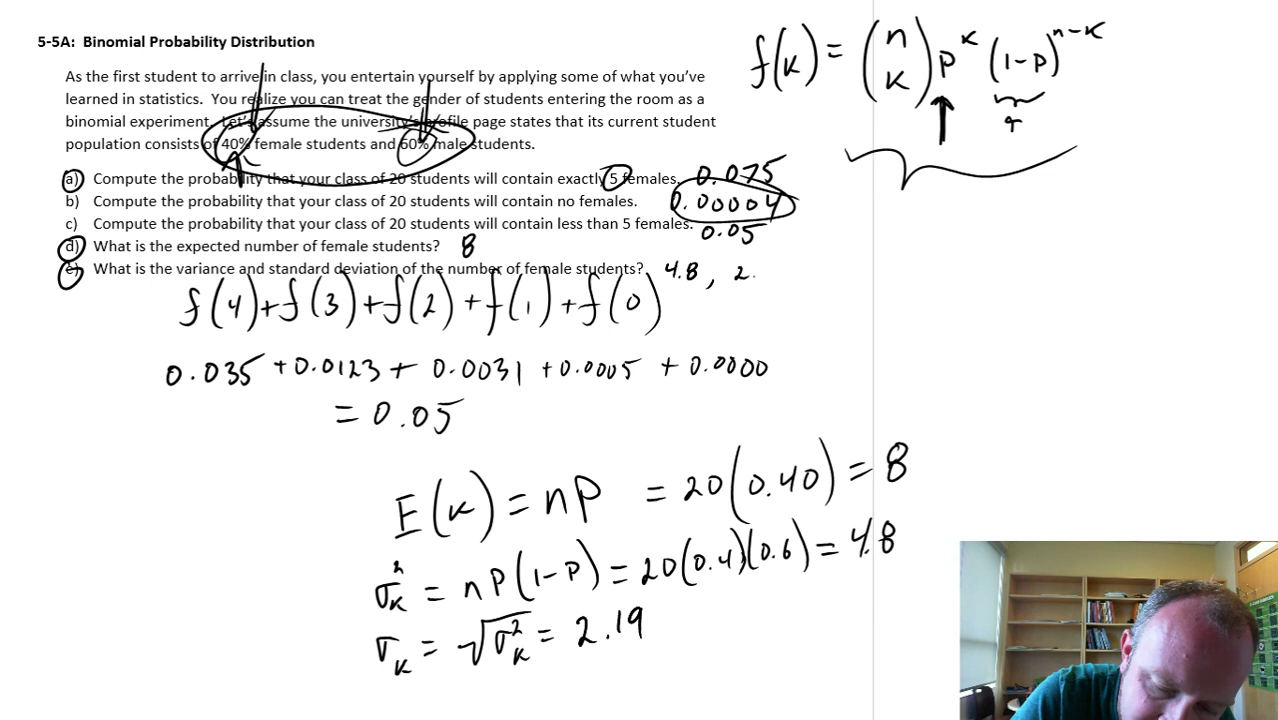 5-5A: Binomial Probability Distribution
As the first student to arrive in class, you entertain yourself by applying some of what you've
learned in statistics. You realize you can treat the gender of students entering the room as a
binomial experiment. Let's assume the university's profile page states that its current student
population consists of 40% female students and 60% male students.
a) Compute the probability that your class of 20 students will contain exactly 5 females. 0.075
b) Compute the probability that your class of 20 students will contain no females. 0.00004
c) Compute the probability that your class of 20 students will contain less than 5 females. 0.05
d) What is the expected number of female students? 8
e) What is the variance and standard deviation of the number of female students? 4.8, 2.
f(k) = (n K) p^K (1-p)^n-K
f(4)+f(3)+f(2)+f(1)+f(0)
0.035 + 0.0123 + 0.0031 + 0.0005 + 0.0000
= 0.05
E(K) = np = 20(0.40) = 8
σ²K = np(1-p) = 20(0.4)(0.6) = 4.8
σK = √σ²K = 2.19